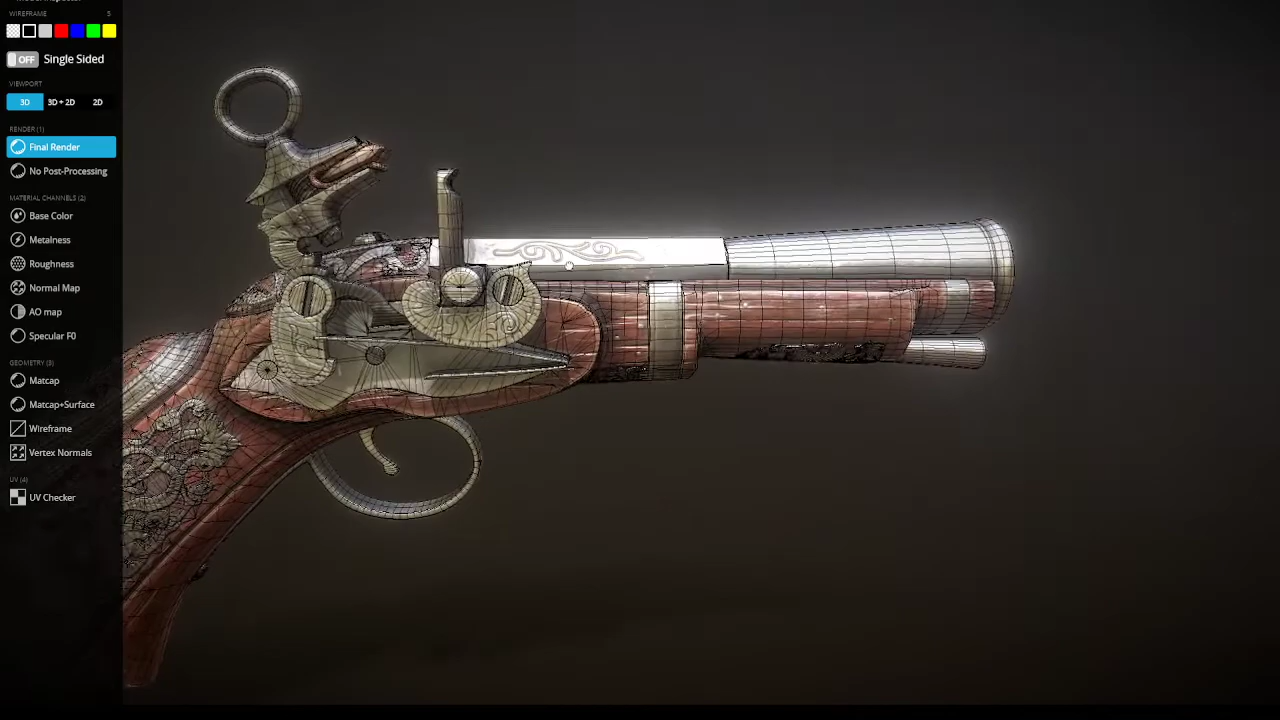 WIREFRAME S
OFF Single Sided
VIEWPORT
3D 3D + 2D 2D
RENDER (1)
Final Render
No Post-Processing
MATERIAL CHANNELS (2)
Base Color
Metalness
Roughness
Normal Map
AO map
Specular F0
GEOMETRY (3)
Matcap
Matcap+Surface
Wireframe
Vertex Normals
UV (4)
UV Checker